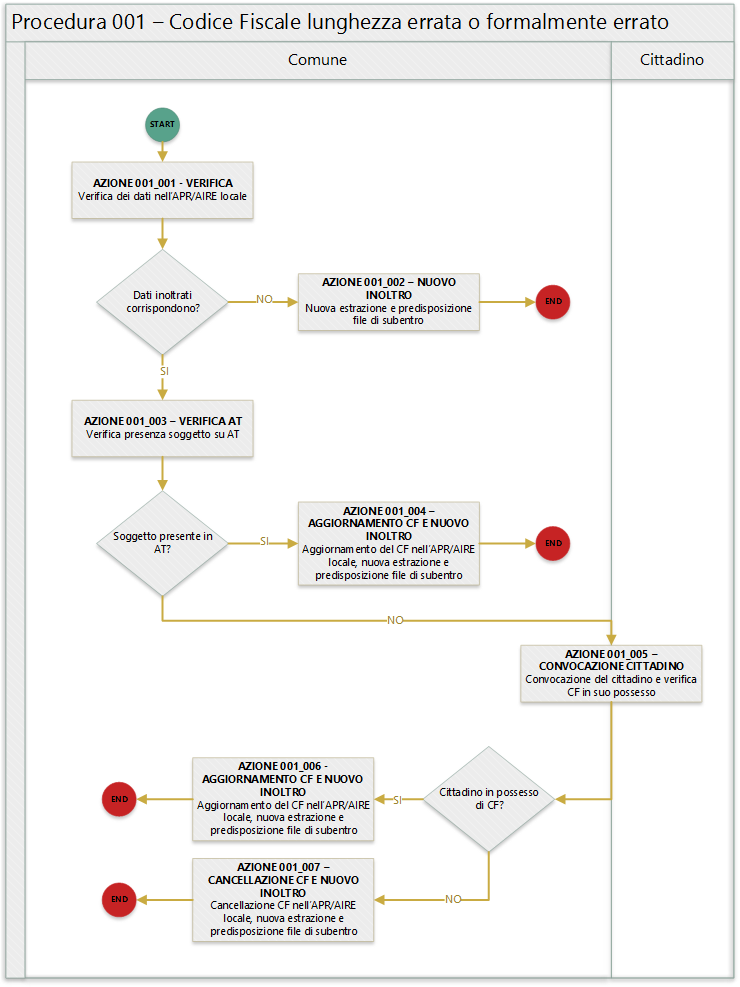 Procedura 001 – Codice Fiscale lunghezza errata o formalmente errato
Comune
Cittadino
START
AZIONE 001_001 - VERIFICA
Verifica dei dati nell'APR/AIRE locale
Dati inoltrati
corrispondono?
NO
AZIONE 001_002 – NUOVO
INOLTRO
Nuova estrazione e predisposizione
file di subentro
END
SI
AZIONE 001_003 – VERIFICA AT
Verifica presenza soggetto su AT
Soggetto presente in
AT?
SI
AZIONE 001_004 –
AGGIORNAMENTO CF E NUOVO
INOLTRO
Aggiornamento del CF nell'APR/AIRE
locale, nuova estrazione e
predisposizione file di subentro
END
NO
AZIONE 001_005 –
CONVOCAZIONE CITTADINO
Convocazione del cittadino e verifica
CF in suo possesso
Cittadino in possesso
di CF?
SI
AZIONE 001_006 -
AGGIORNAMENTO CF E NUOVO
INOLTRO
Aggiornamento del CF nell'APR/AIRE
locale, nuova estrazione e
predisposizione file di subentro
END
NO
AZIONE 001_007 –
CANCELLAZIONE CF E NUOVO
INOLTRO
Cancellazione CF nell'APR/AIRE
locale, nuova estrazione e
predisposizione file di subentro
END